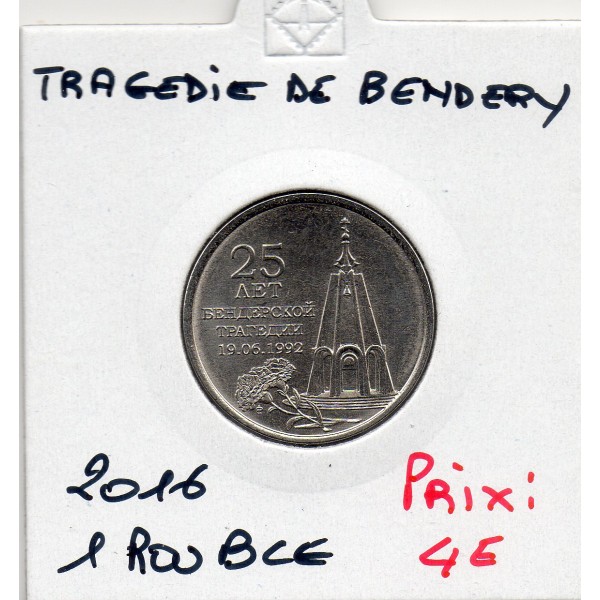 TRAGEDIE DE BENDERY
25
ЛЕТ
БЕНДЕРСКОЙ
ТРАГЕДИИ
19.06.1992
2016
1 ROUBLE
PRIX:
4E